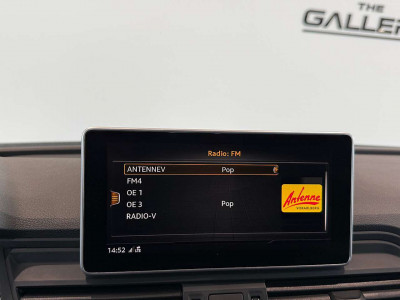 THE
GALLER
Radio: FM
ANTENNEV Pop
FM4
OE 1
OE 3 Pop
RADIO-V
Antenne
14:52